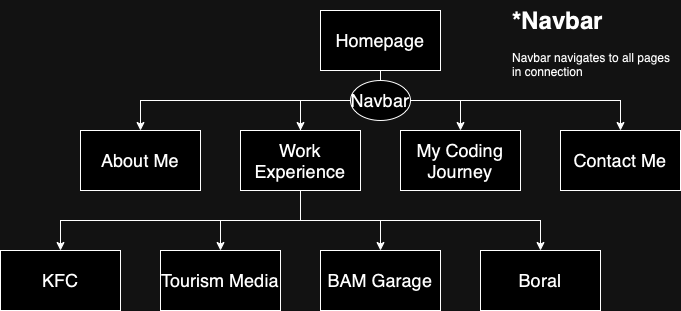 Homepage
*Navbar
Navbar navigates to all pages
in connection
Navbar
About Me
Work
Experience
My Coding
Journey
Contact Me
KFC
Tourism Media
BAM Garage
Boral